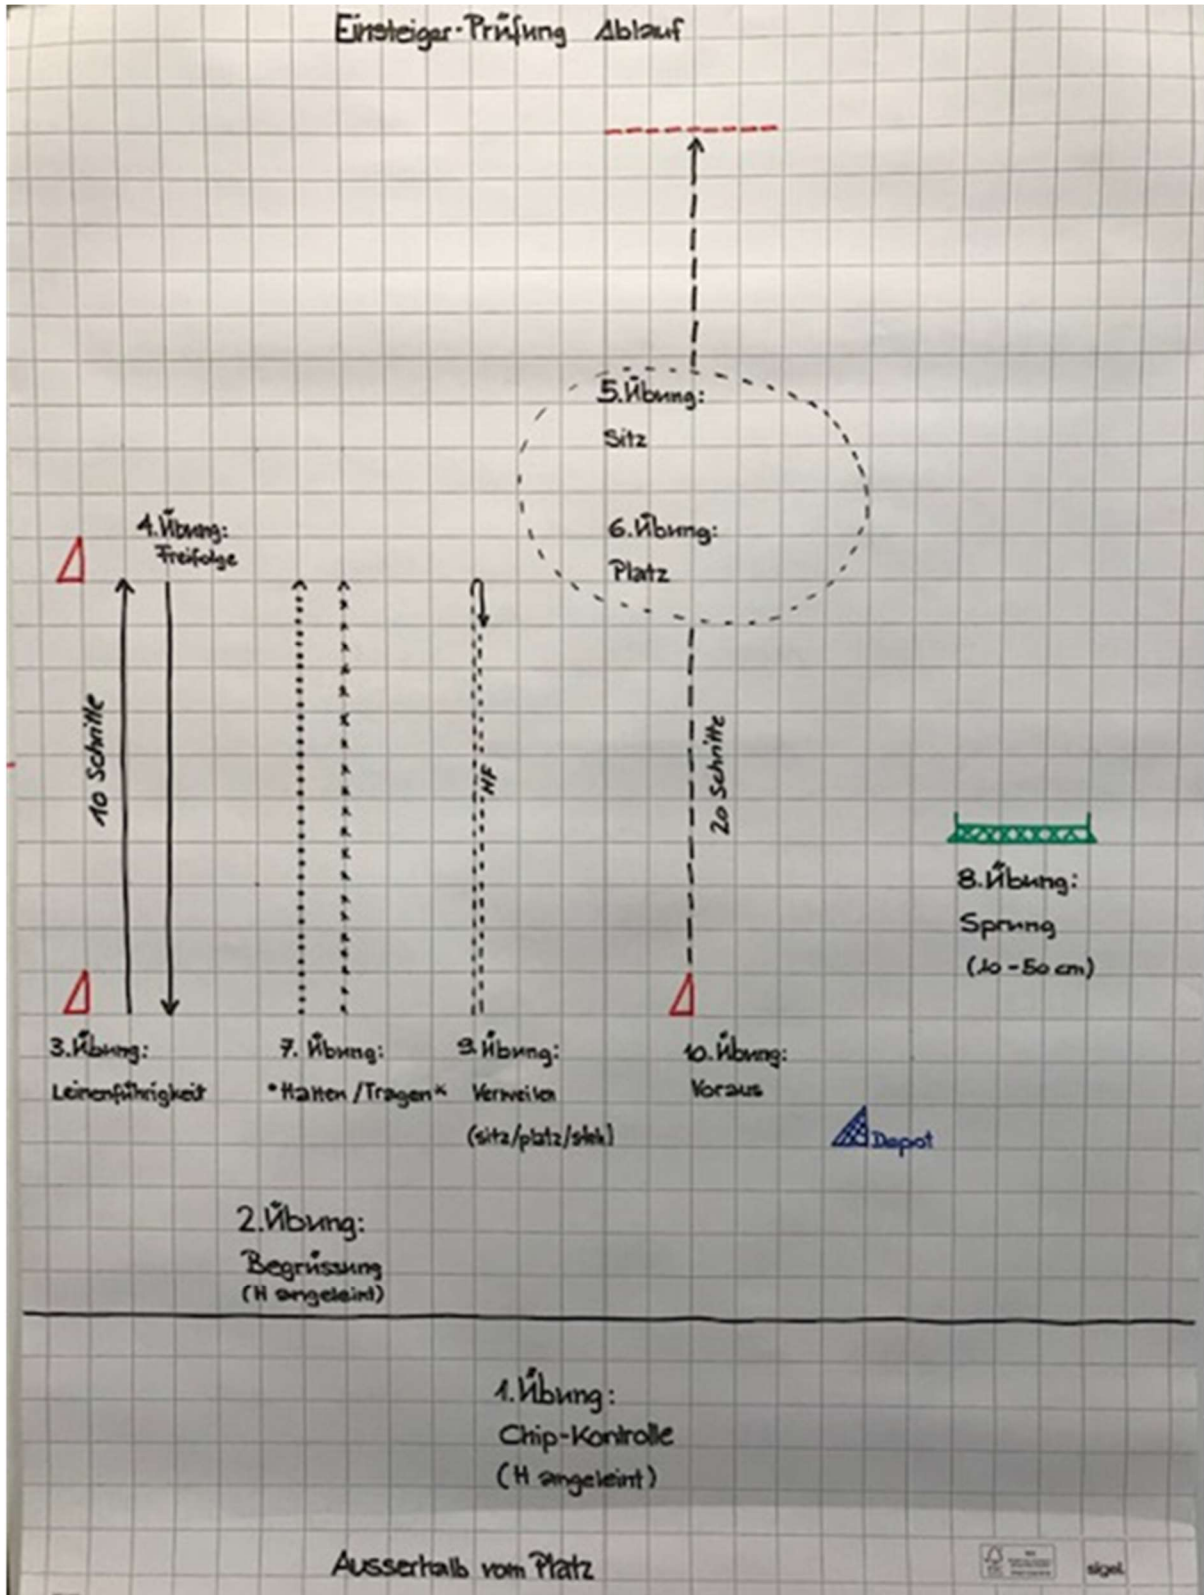 Einsteiger-Prüfung Ablauf
5.Übung:
Sitz
4.Übung:
Freifolge
6.Übung:
Platz
10 Schritte
HF
20 Schritte
8.Übung:
Sprung
(10-50 cm)
3.Übung:
Leinenführigkeit
7. Übung:
•Halten/Tragen×
9.Übung:
Verweilen
(sitz/platz/steh)
10.Übung:
Voraus
Depot
2.Übung:
Begrüssung
(H angeleint)
1.Übung:
Chip-Kontrolle
(H angeleint)
Ausserhalb vom Platz
sigel